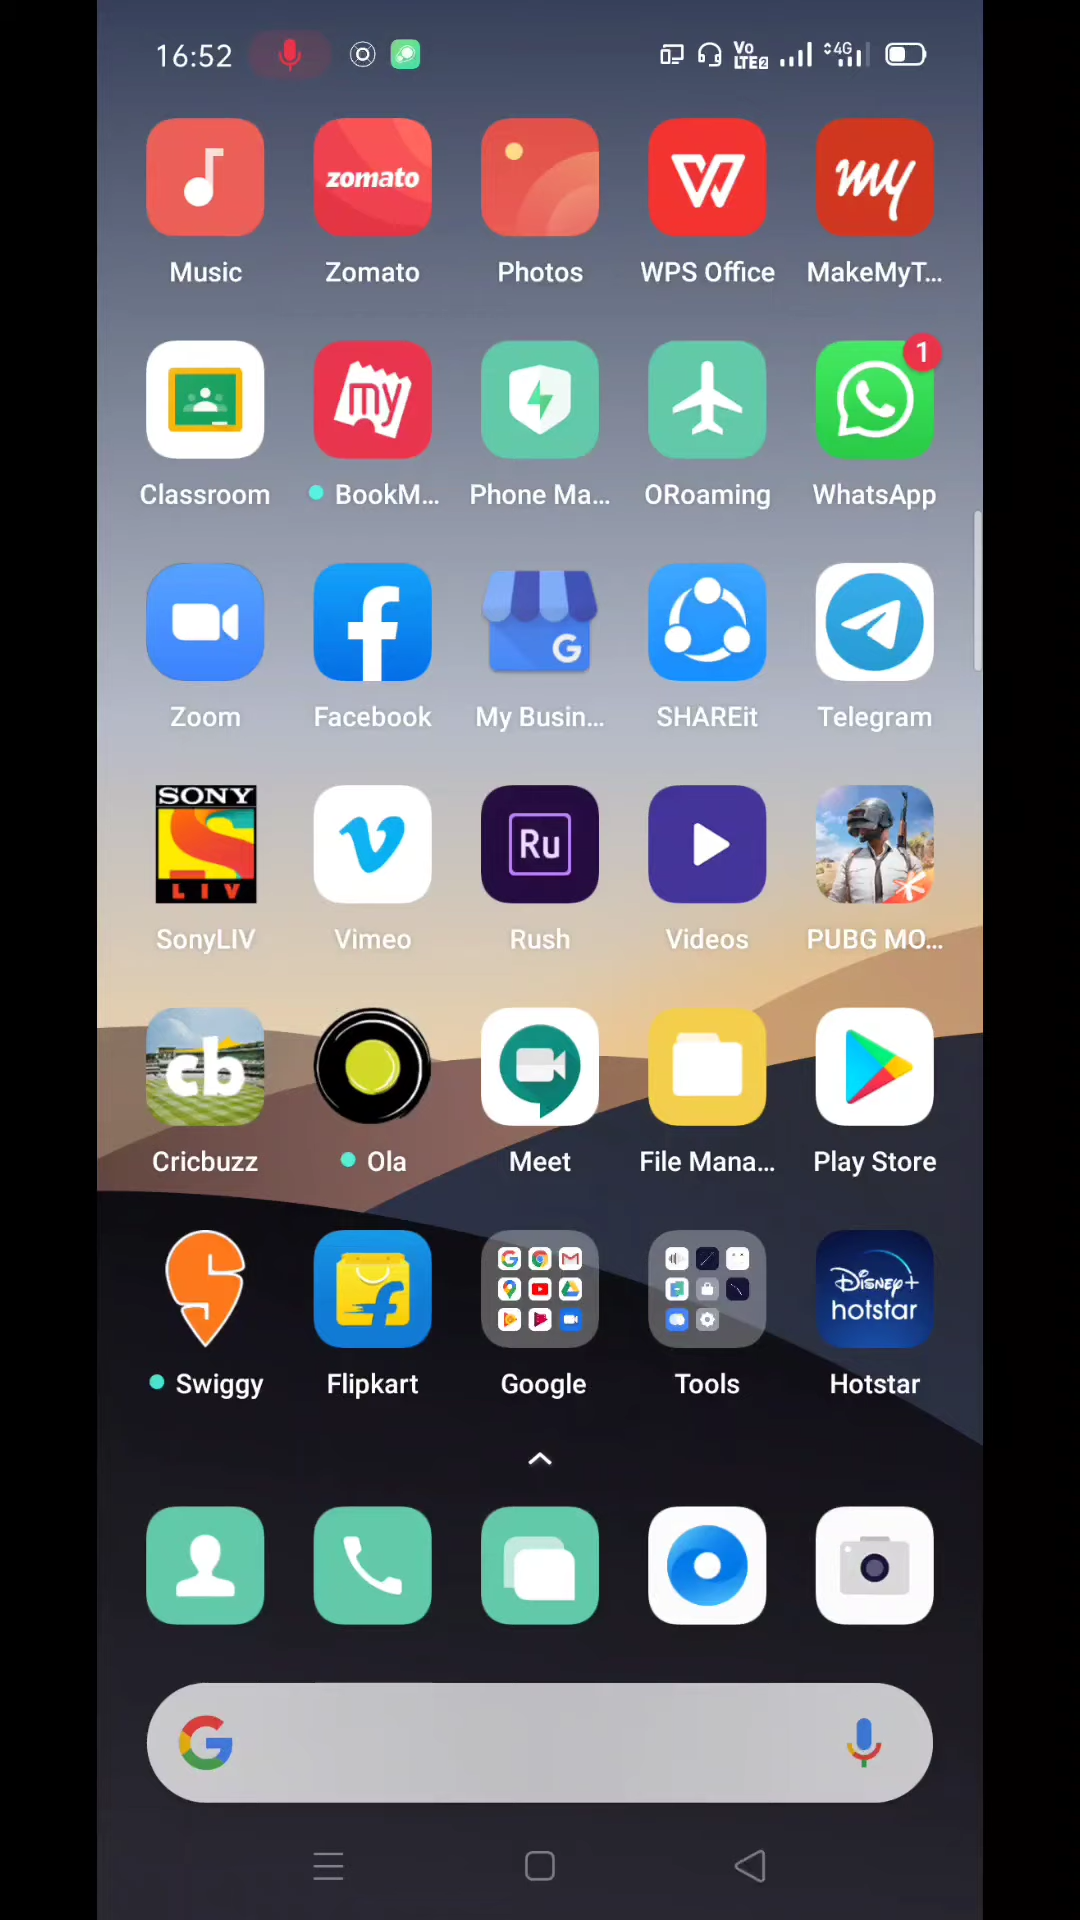 16:52 Vo LTE2 4G
zomato my
Music Zomato Photos WPS Office MakeMyT...
my 1
Classroom BookM... Phone Ma... ORoaming WhatsApp
G
Zoom Facebook My Busin... SHAREit Telegram
SONY LIV Ru
SonyLIV Vimeo Rush Videos PUBG MO...
cb
Cricbuzz Ola Meet File Mana... Play Store
Disney+ hotstar
Swiggy Flipkart Google Tools Hotstar